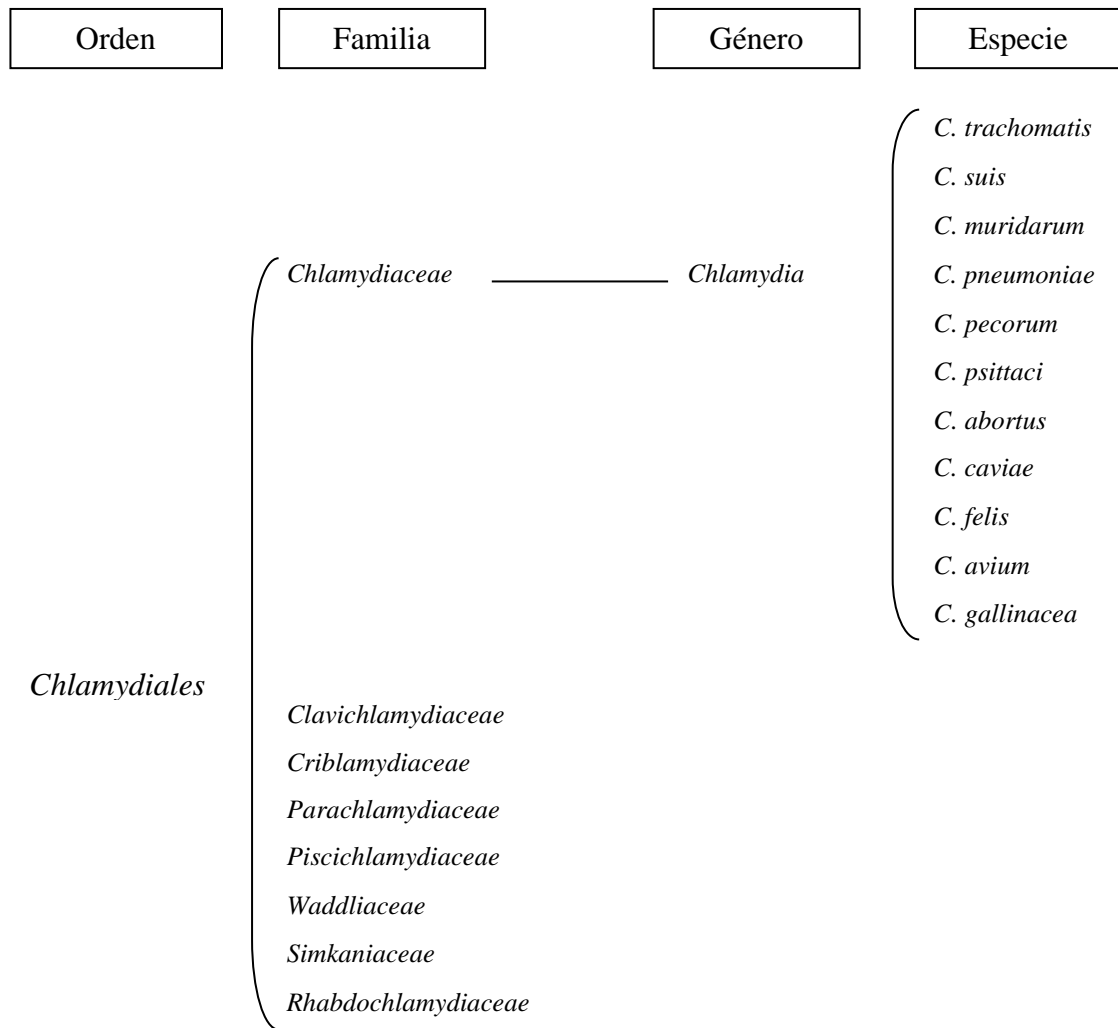 Orden Familia Género Especie
C. trachomatis
C. suis
C. muridarum
Chlamydiaceae Chlamydia C. pneumoniae
C. pecorum
C. psittaci
C. abortus
C. caviae
C. felis
C. avium
C. gallinacea
Chlamydiales
Clavichlamydiaceae
Criblamydiaceae
Parachlamydiaceae
Piscichlamydiaceae
Waddliaceae
Simkaniaceae
Rhabdochlamydiaceae